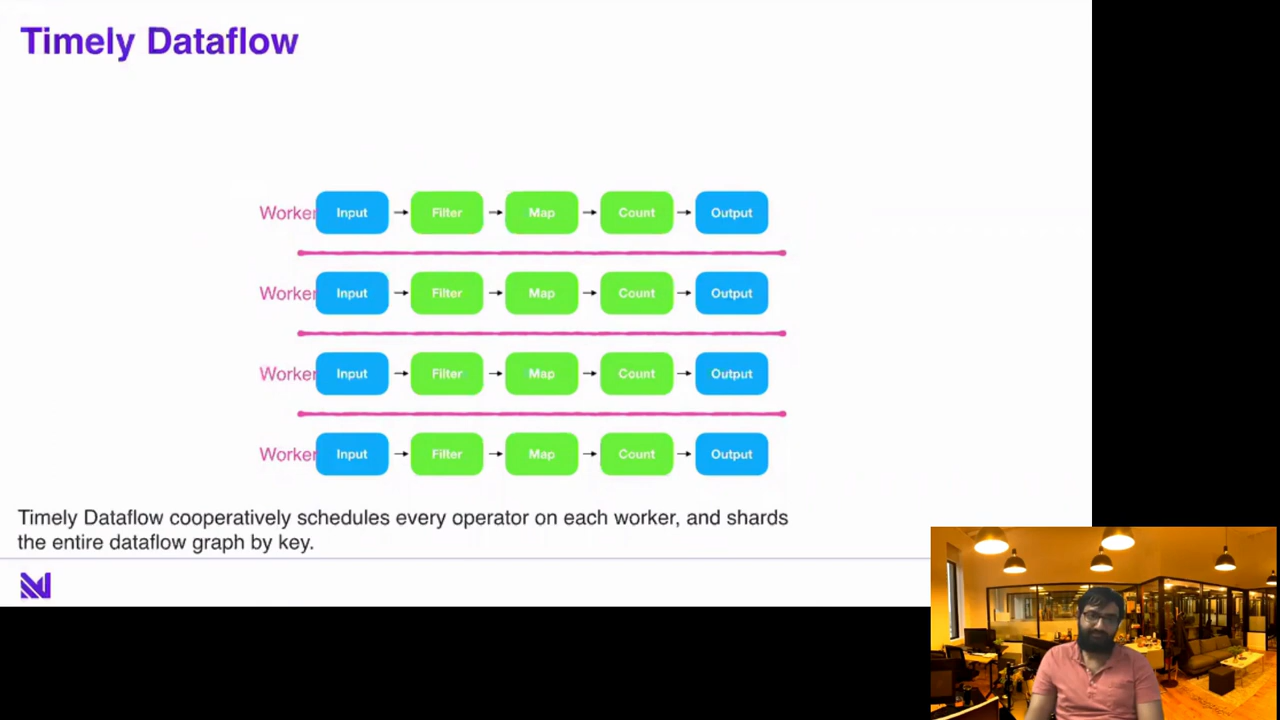 Timely Dataflow
Worker Input Filter Map Count Output
Worker Input Filter Map Count Output
Worker Input Filter Map Count Output
Worker Input Filter Map Count Output
Timely Dataflow cooperatively schedules every operator on each worker, and shards
the entire dataflow graph by key.